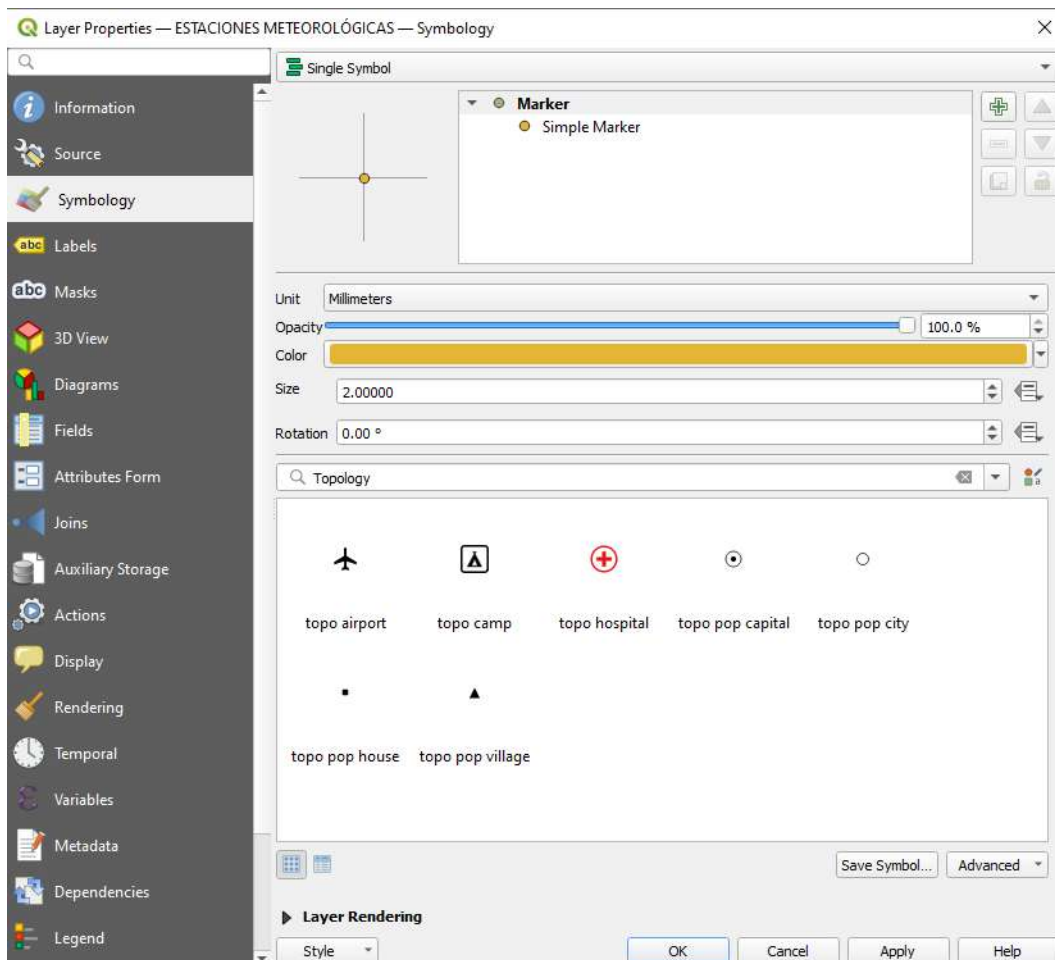 Layer Properties — ESTACIONES METEOROLÓGICAS — Symbology
Single Symbol
Information
Source
Symbology
Labels
Masks
3D View
Diagrams
Fields
Attributes Form
Joins
Auxiliary Storage
Actions
Display
Rendering
Temporal
Variables
Metadata
Dependencies
Legend
Marker
Simple Marker
Unit Millimeters
Opacity 100.0 %
Color
Size 2.00000
Rotation 0.00 °
Topology
topo airport topo camp topo hospital topo pop capital topo pop city
topo pop house topo pop village
Save Symbol... Advanced
Layer Rendering
Style OK Cancel Apply Help